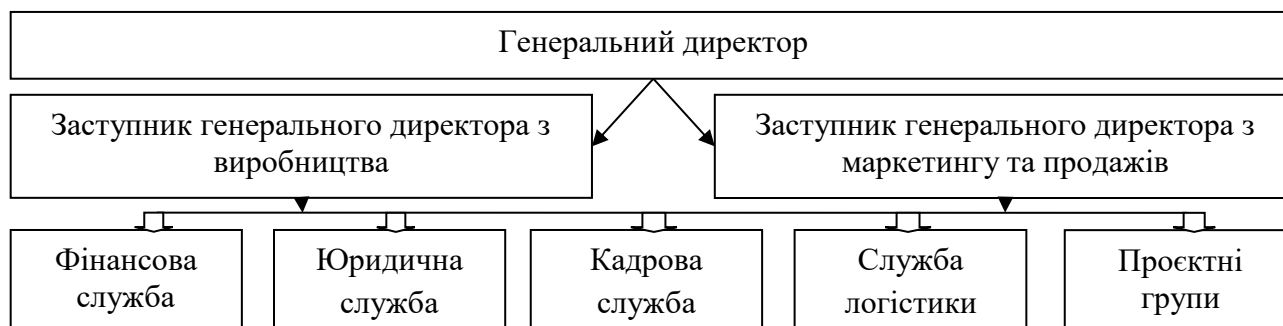 Генеральний директор
Заступник генерального директора з
виробництва
Заступник генерального директора з
маркетингу та продажів
Фінансова
служба
Юридична
служба
Кадрова
служба
Служба
логістики
Проєктні
групи